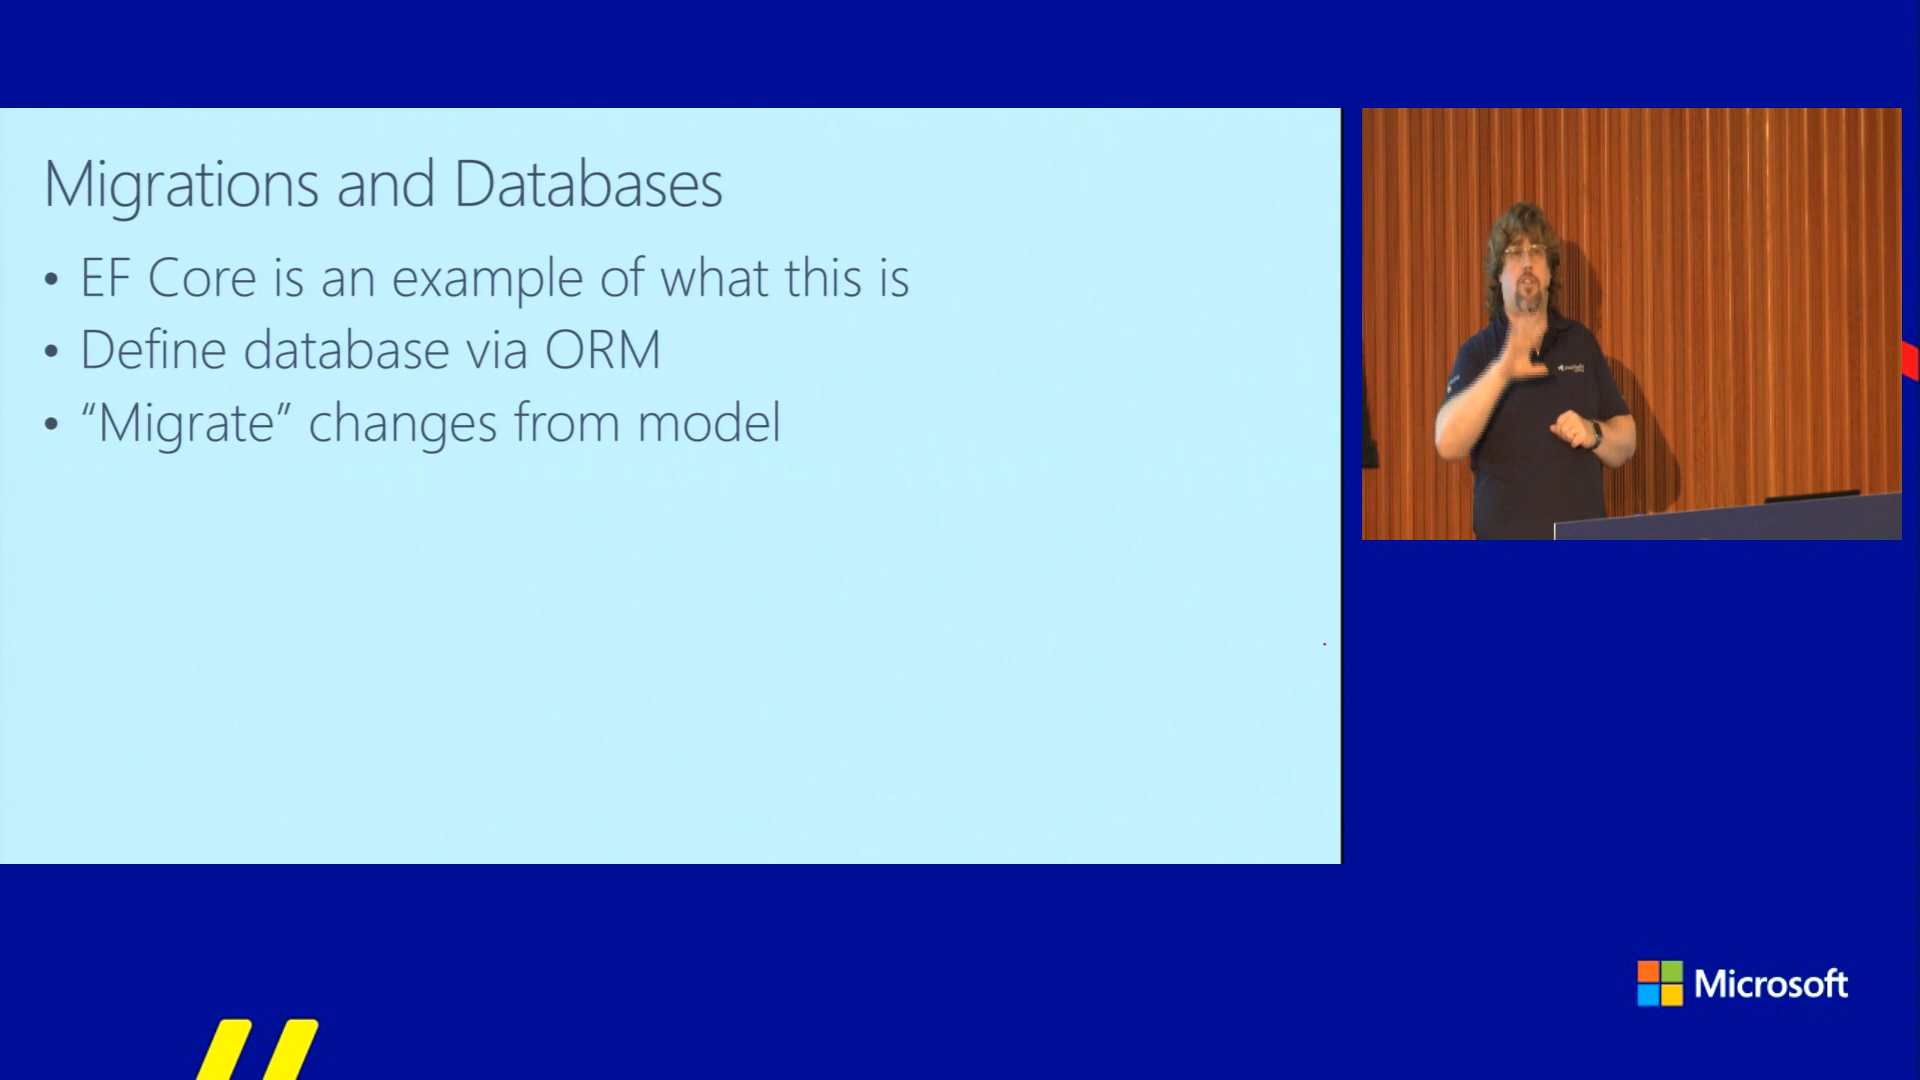 Migrations and Databases
• EF Core is an example of what this is
• Define database via ORM
• “Migrate” changes from model
Microsoft